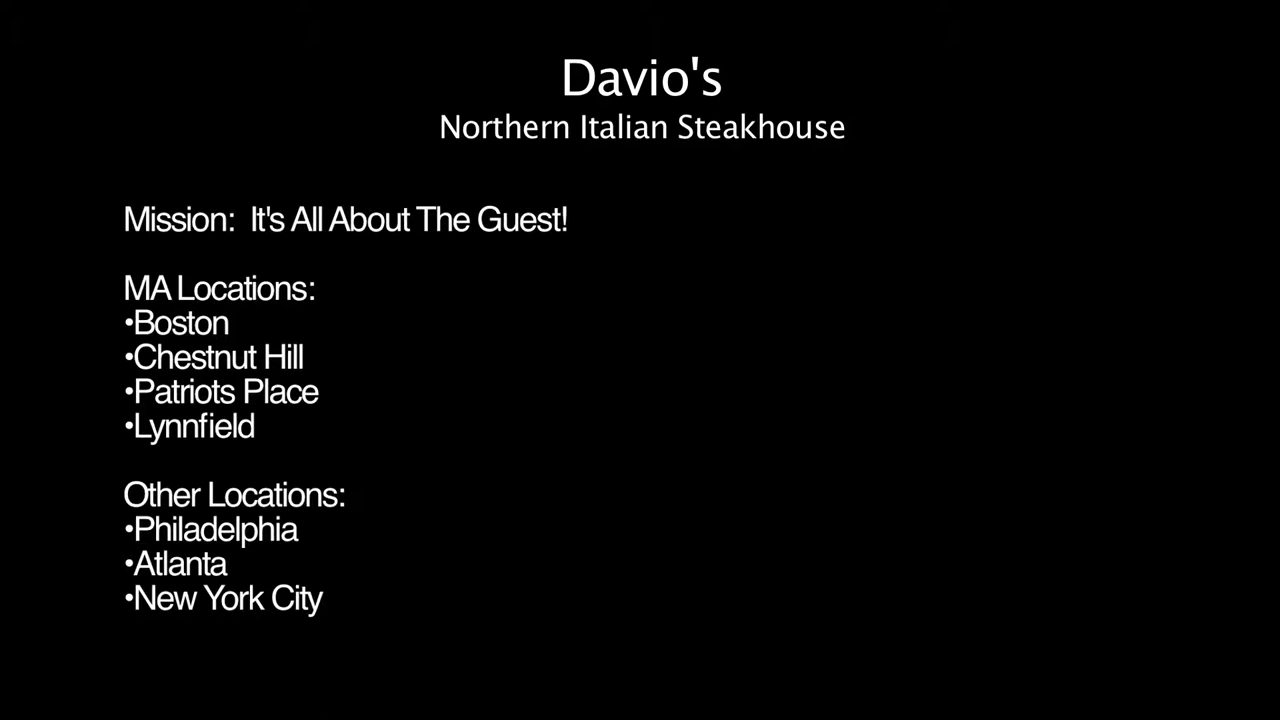 Davio's
Northern Italian Steakhouse
Mission: It's All About The Guest!
MA Locations:
•Boston
•Chestnut Hill
•Patriots Place
•Lynnfield
Other Locations:
•Philadelphia
•Atlanta
•New York City